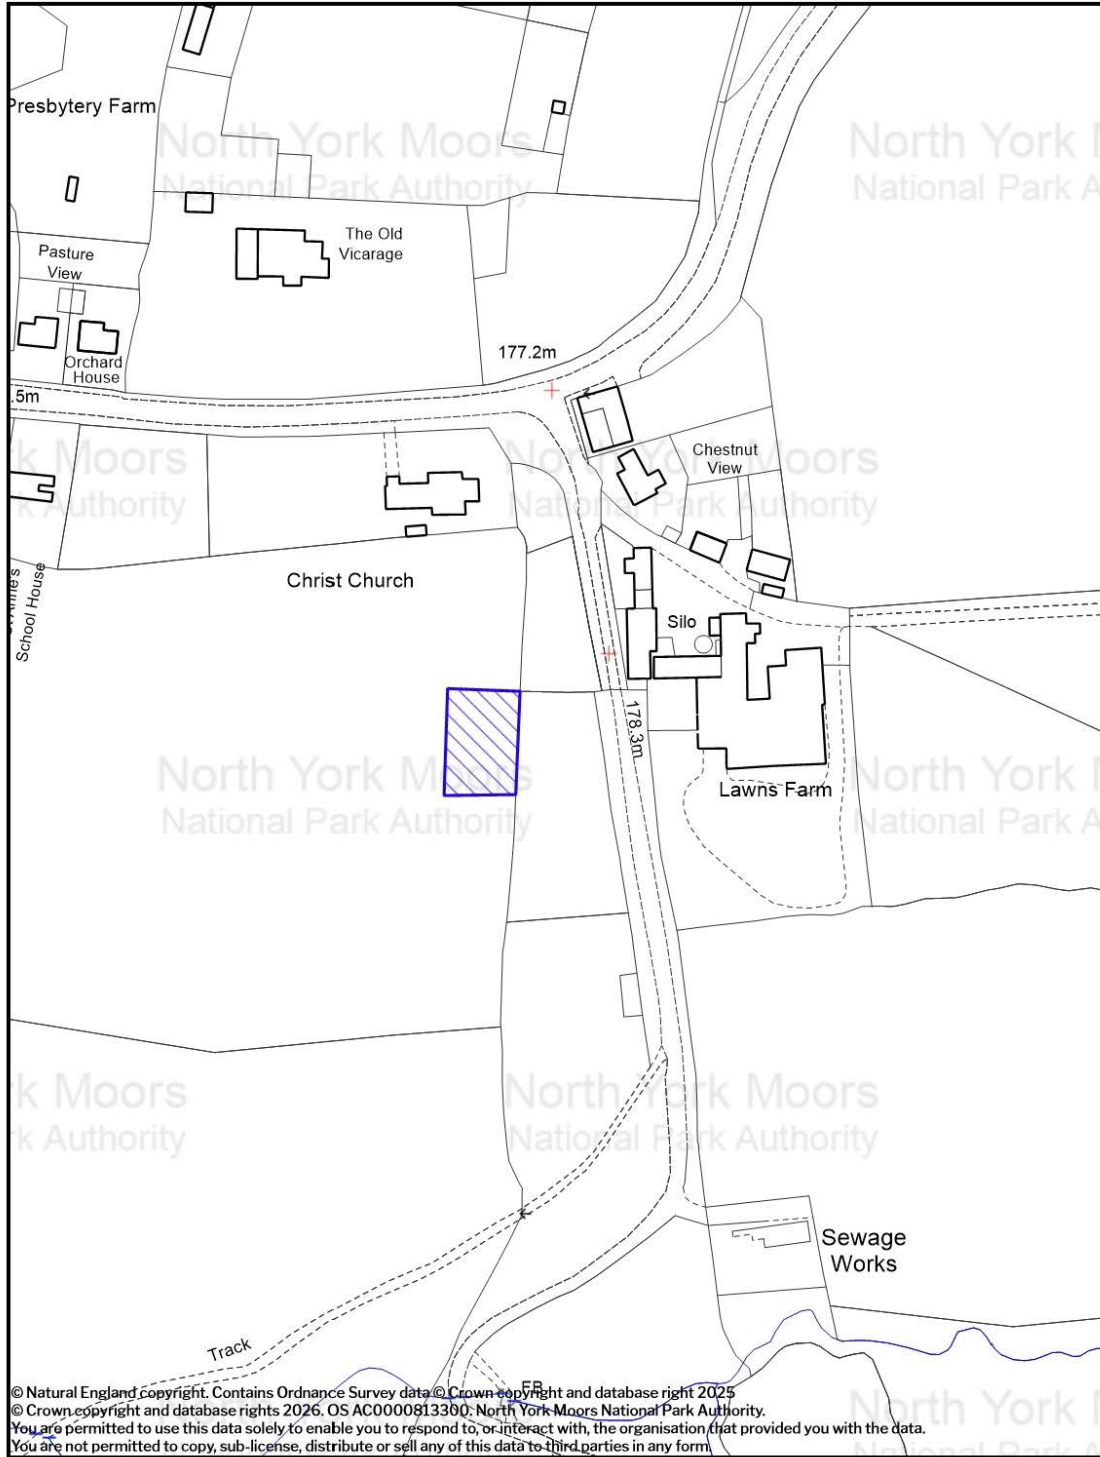 Presbytery Farm
North York Moors
National Park Authority
North York
National Park A
The Old
Vicarage
Pasture
View
Orchard
House
177.2m
.5m
k Moors
k Authority
North York Moors
National Park Authority
Chestnut
View
Christ Church
School House
Silo
178.3m
North York Moors
National Park Authority
Lawns Farm
North York
National Park A
k Moors
rk Authority
North York Moors
National Park Authority
Sewage
Works
Track
FB
North York
National Park A
© Natural England copyright. Contains Ordnance Survey data © Crown copyright and database right 2025
© Crown copyright and database rights 2026. OS AC0000813300. North York Moors National Park Authority.
You are permitted to use this data solely to enable you to respond to, or interact with, the organisation that provided you with the data.
You are not permitted to copy, sub-license, distribute or sell any of this data to third parties in any form.